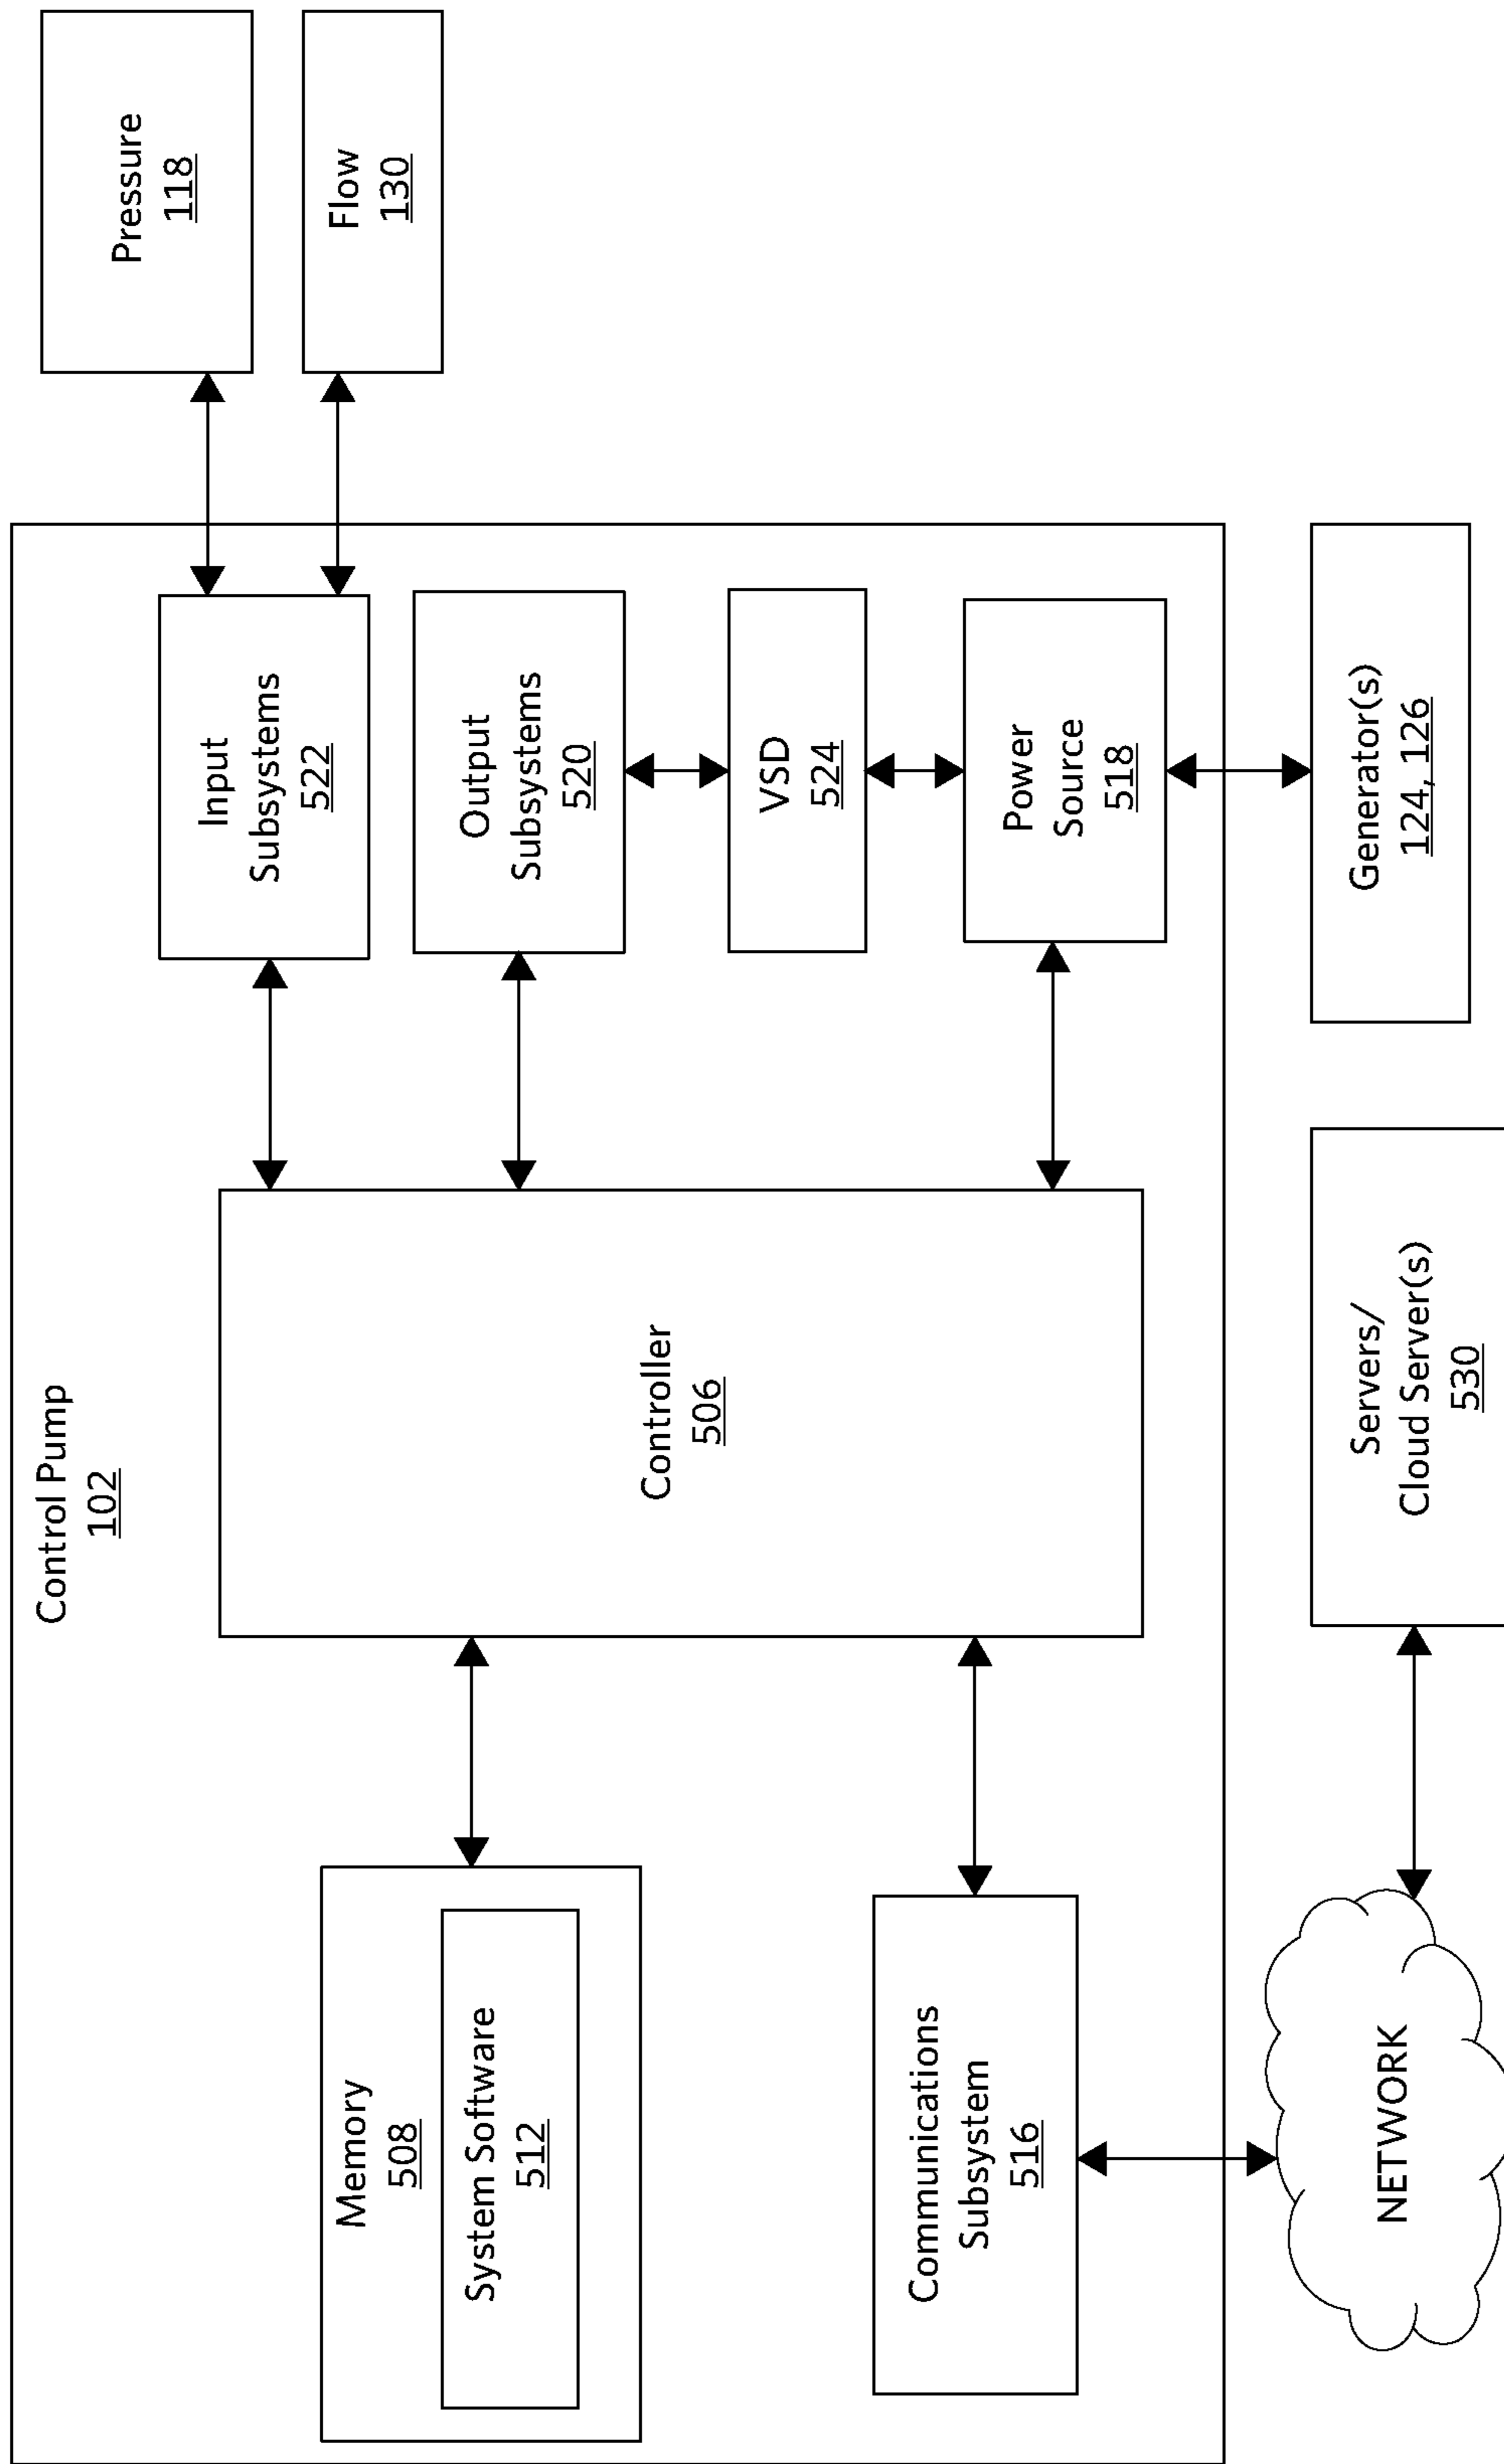 Control Pump
102
Memory
508
System Software
512
Communications
Subsystem
516
Controller
506
Input
Subsystems
522
Output
Subsystems
520
VSD
524
Power
Source
518
Pressure
118
Flow
130
NETWORK
Servers/
Cloud Server(s)
530
Generator(s)
124, 126